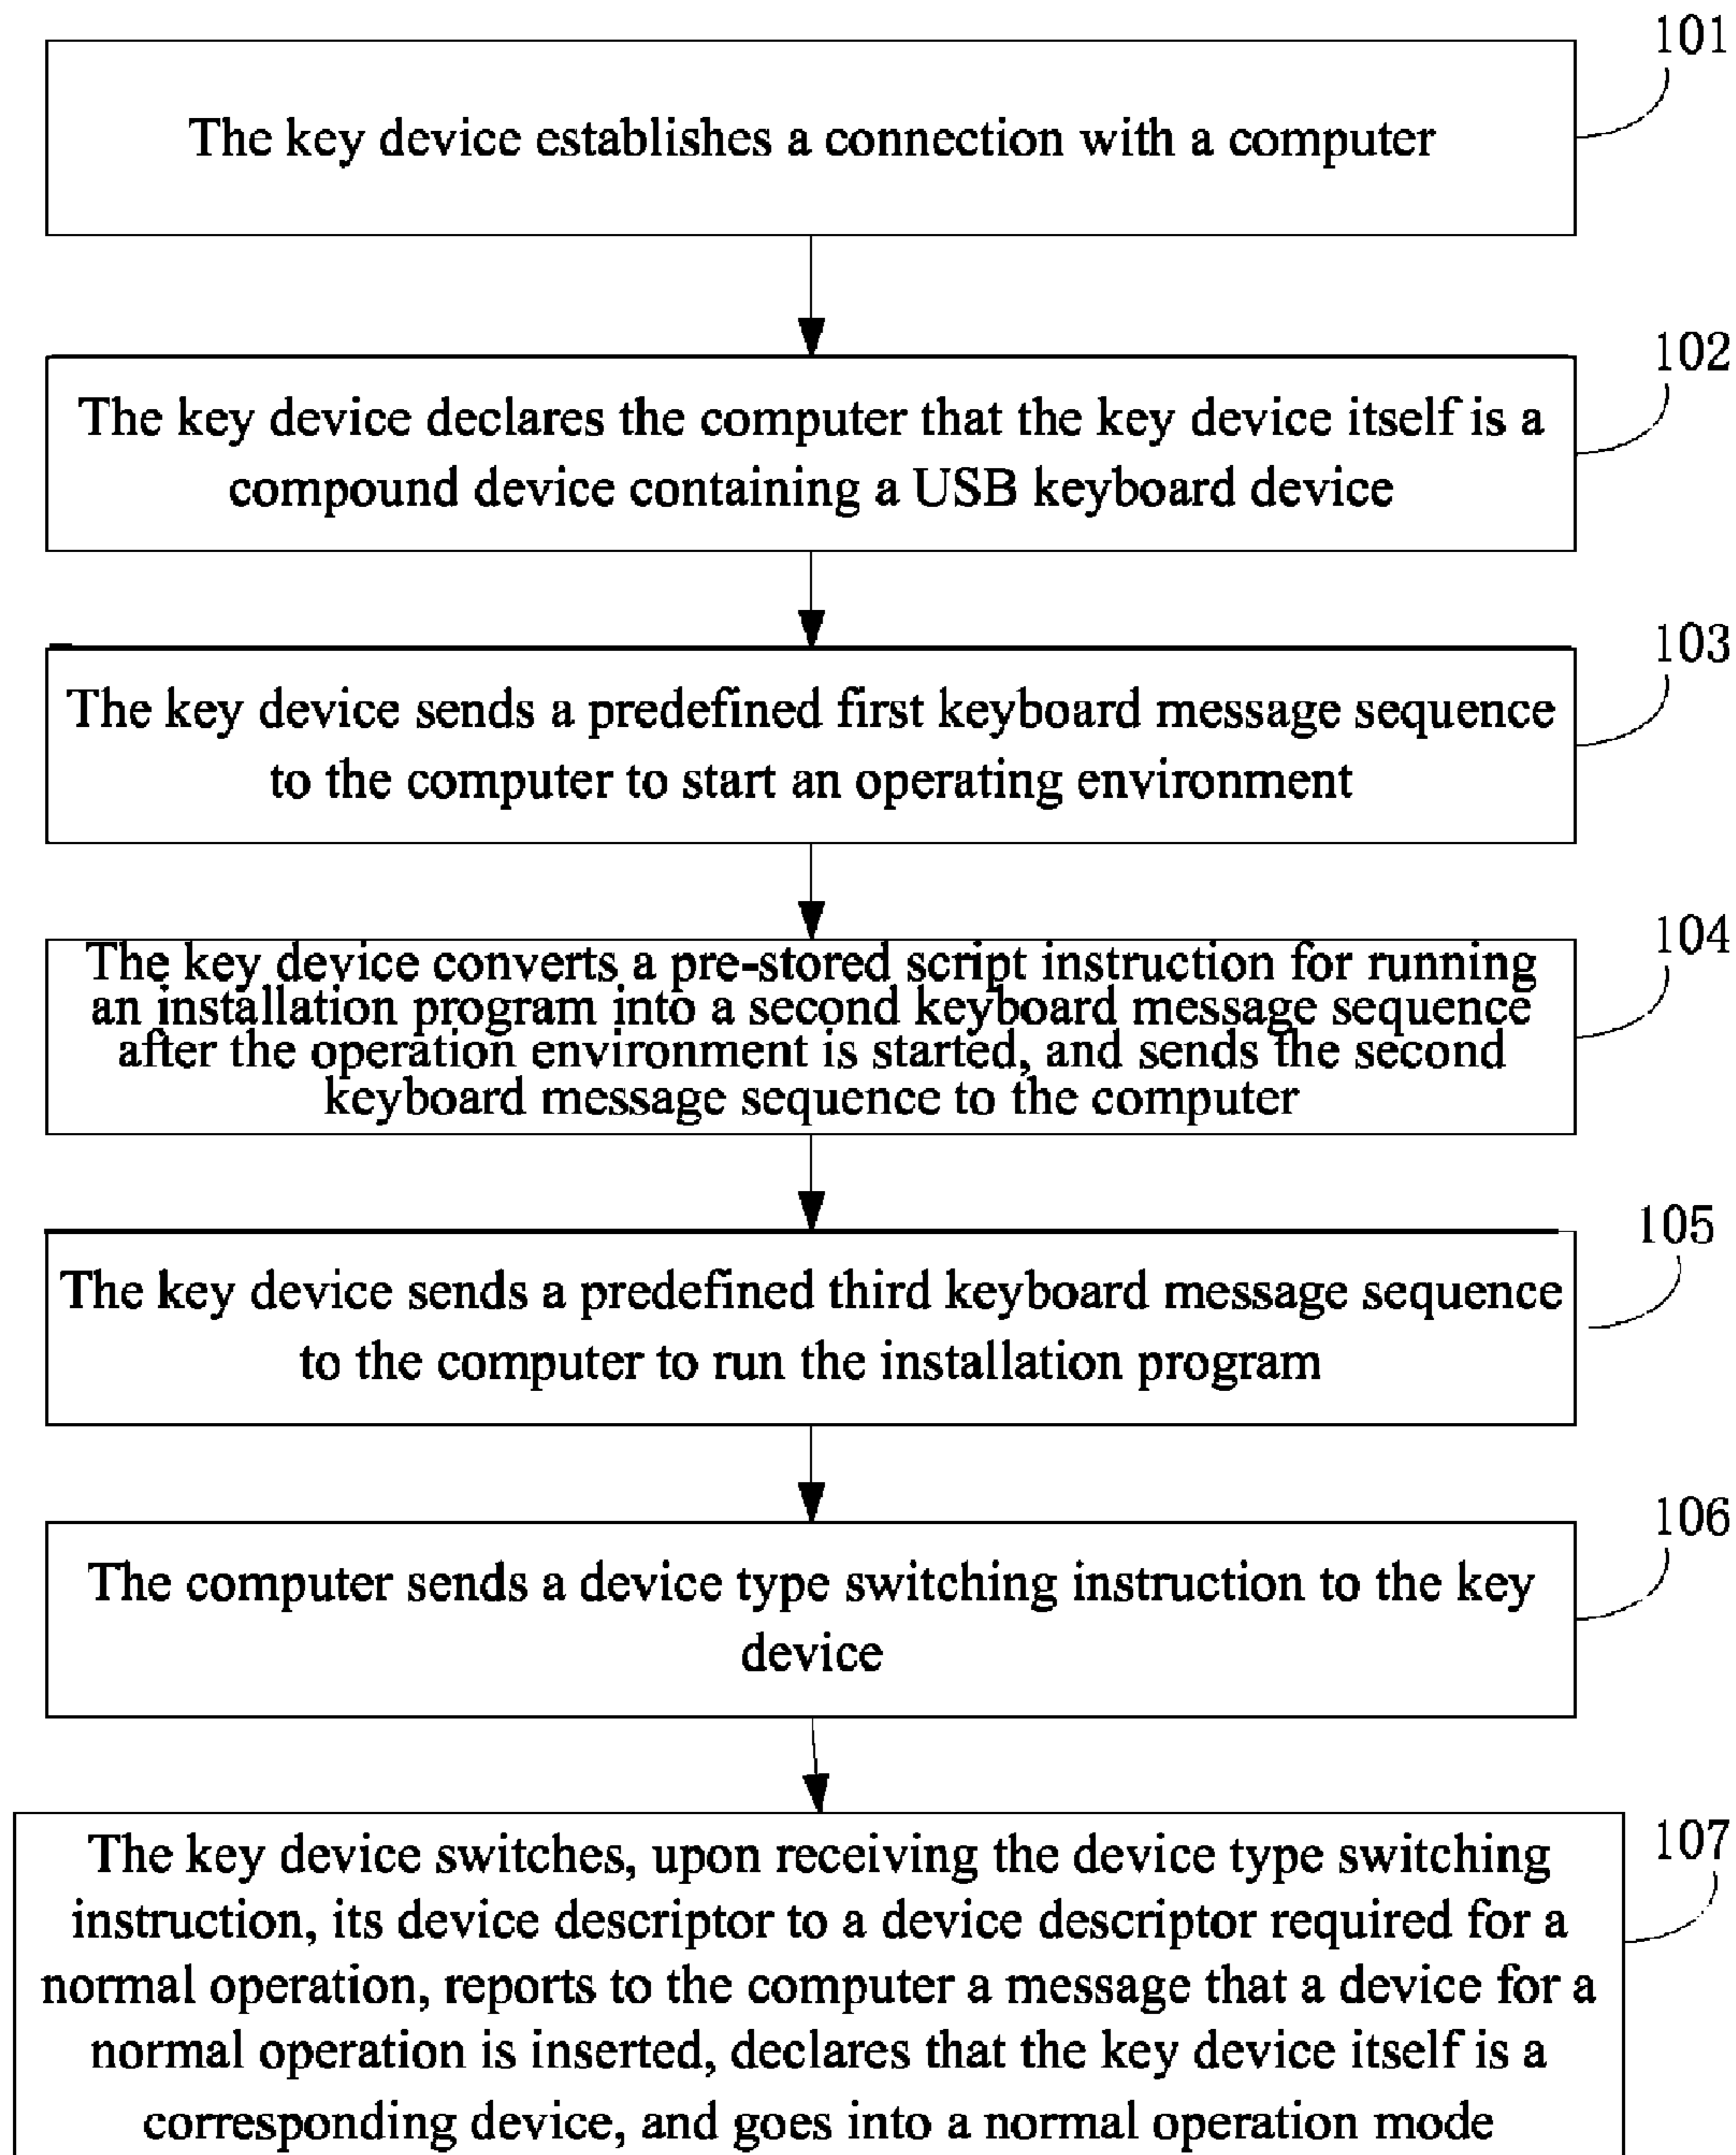 101
The key device establishes a connection with a computer
102
The key device declares the computer that the key device itself is a
compound device containing a USB keyboard device
103
The key device sends a predefined first keyboard message sequence
to the computer to start an operating environment
104
The key device converts a pre-stored script instruction for running
an installation program into a second keyboard message sequence
after the operation environment is started, and sends the second
keyboard message sequence to the computer
105
The key device sends a predefined third keyboard message sequence
to the computer to run the installation program
106
The computer sends a device type switching instruction to the key
device
107
The key device switches, upon receiving the device type switching
instruction, its device descriptor to a device descriptor required for a
normal operation, reports to the computer a message that a device for a
normal operation is inserted, declares that the key device itself is a
corresponding device, and goes into a normal operation mode